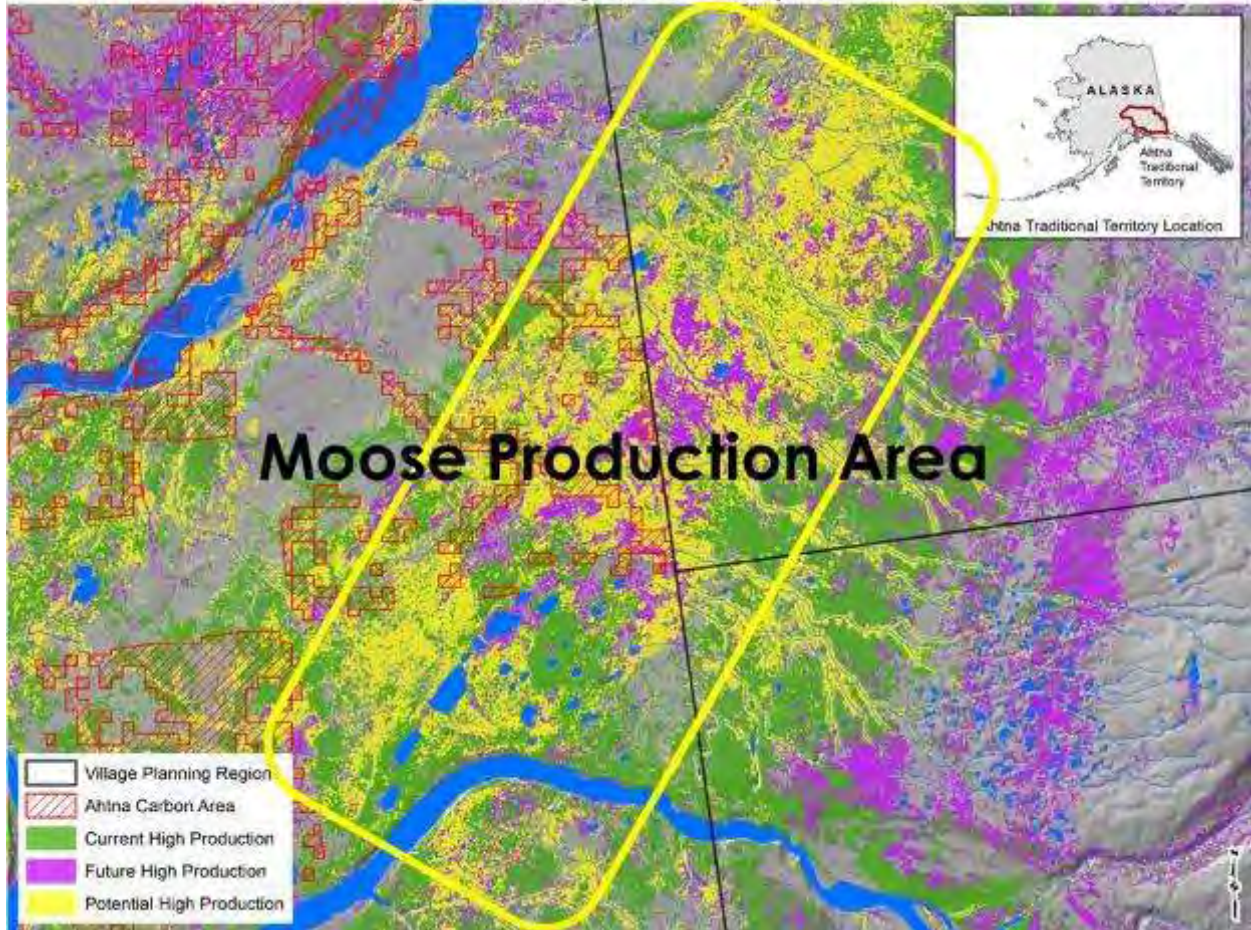 ALASKA
Ahtna
Traditional
Territory
Ahtna Traditional Territory Location
Moose Production Area
Village Planning Region
Ahtna Carbon Area
Current High Production
Future High Production
Potential High Production